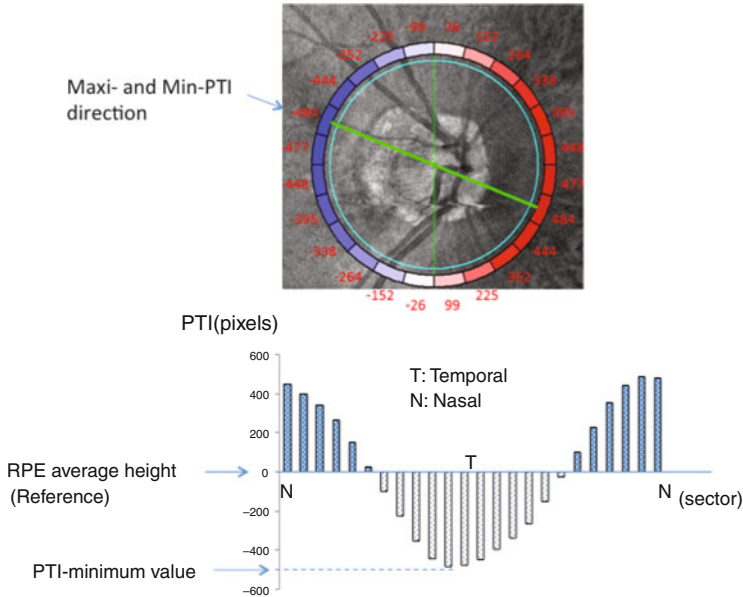 -99 26
-225 152
-352 264
-444 338
Maxi- and Min-PTI
direction
-484 395
-477 448
-448 477
-395 484
-338 444
-264 352
-152 225
-26 99
PTI(pixels)
600
400
200
0
−200
−400
−600
T: Temporal
N: Nasal
RPE average height
(Reference)
T
N
N
(sector)
PTI-minimum value